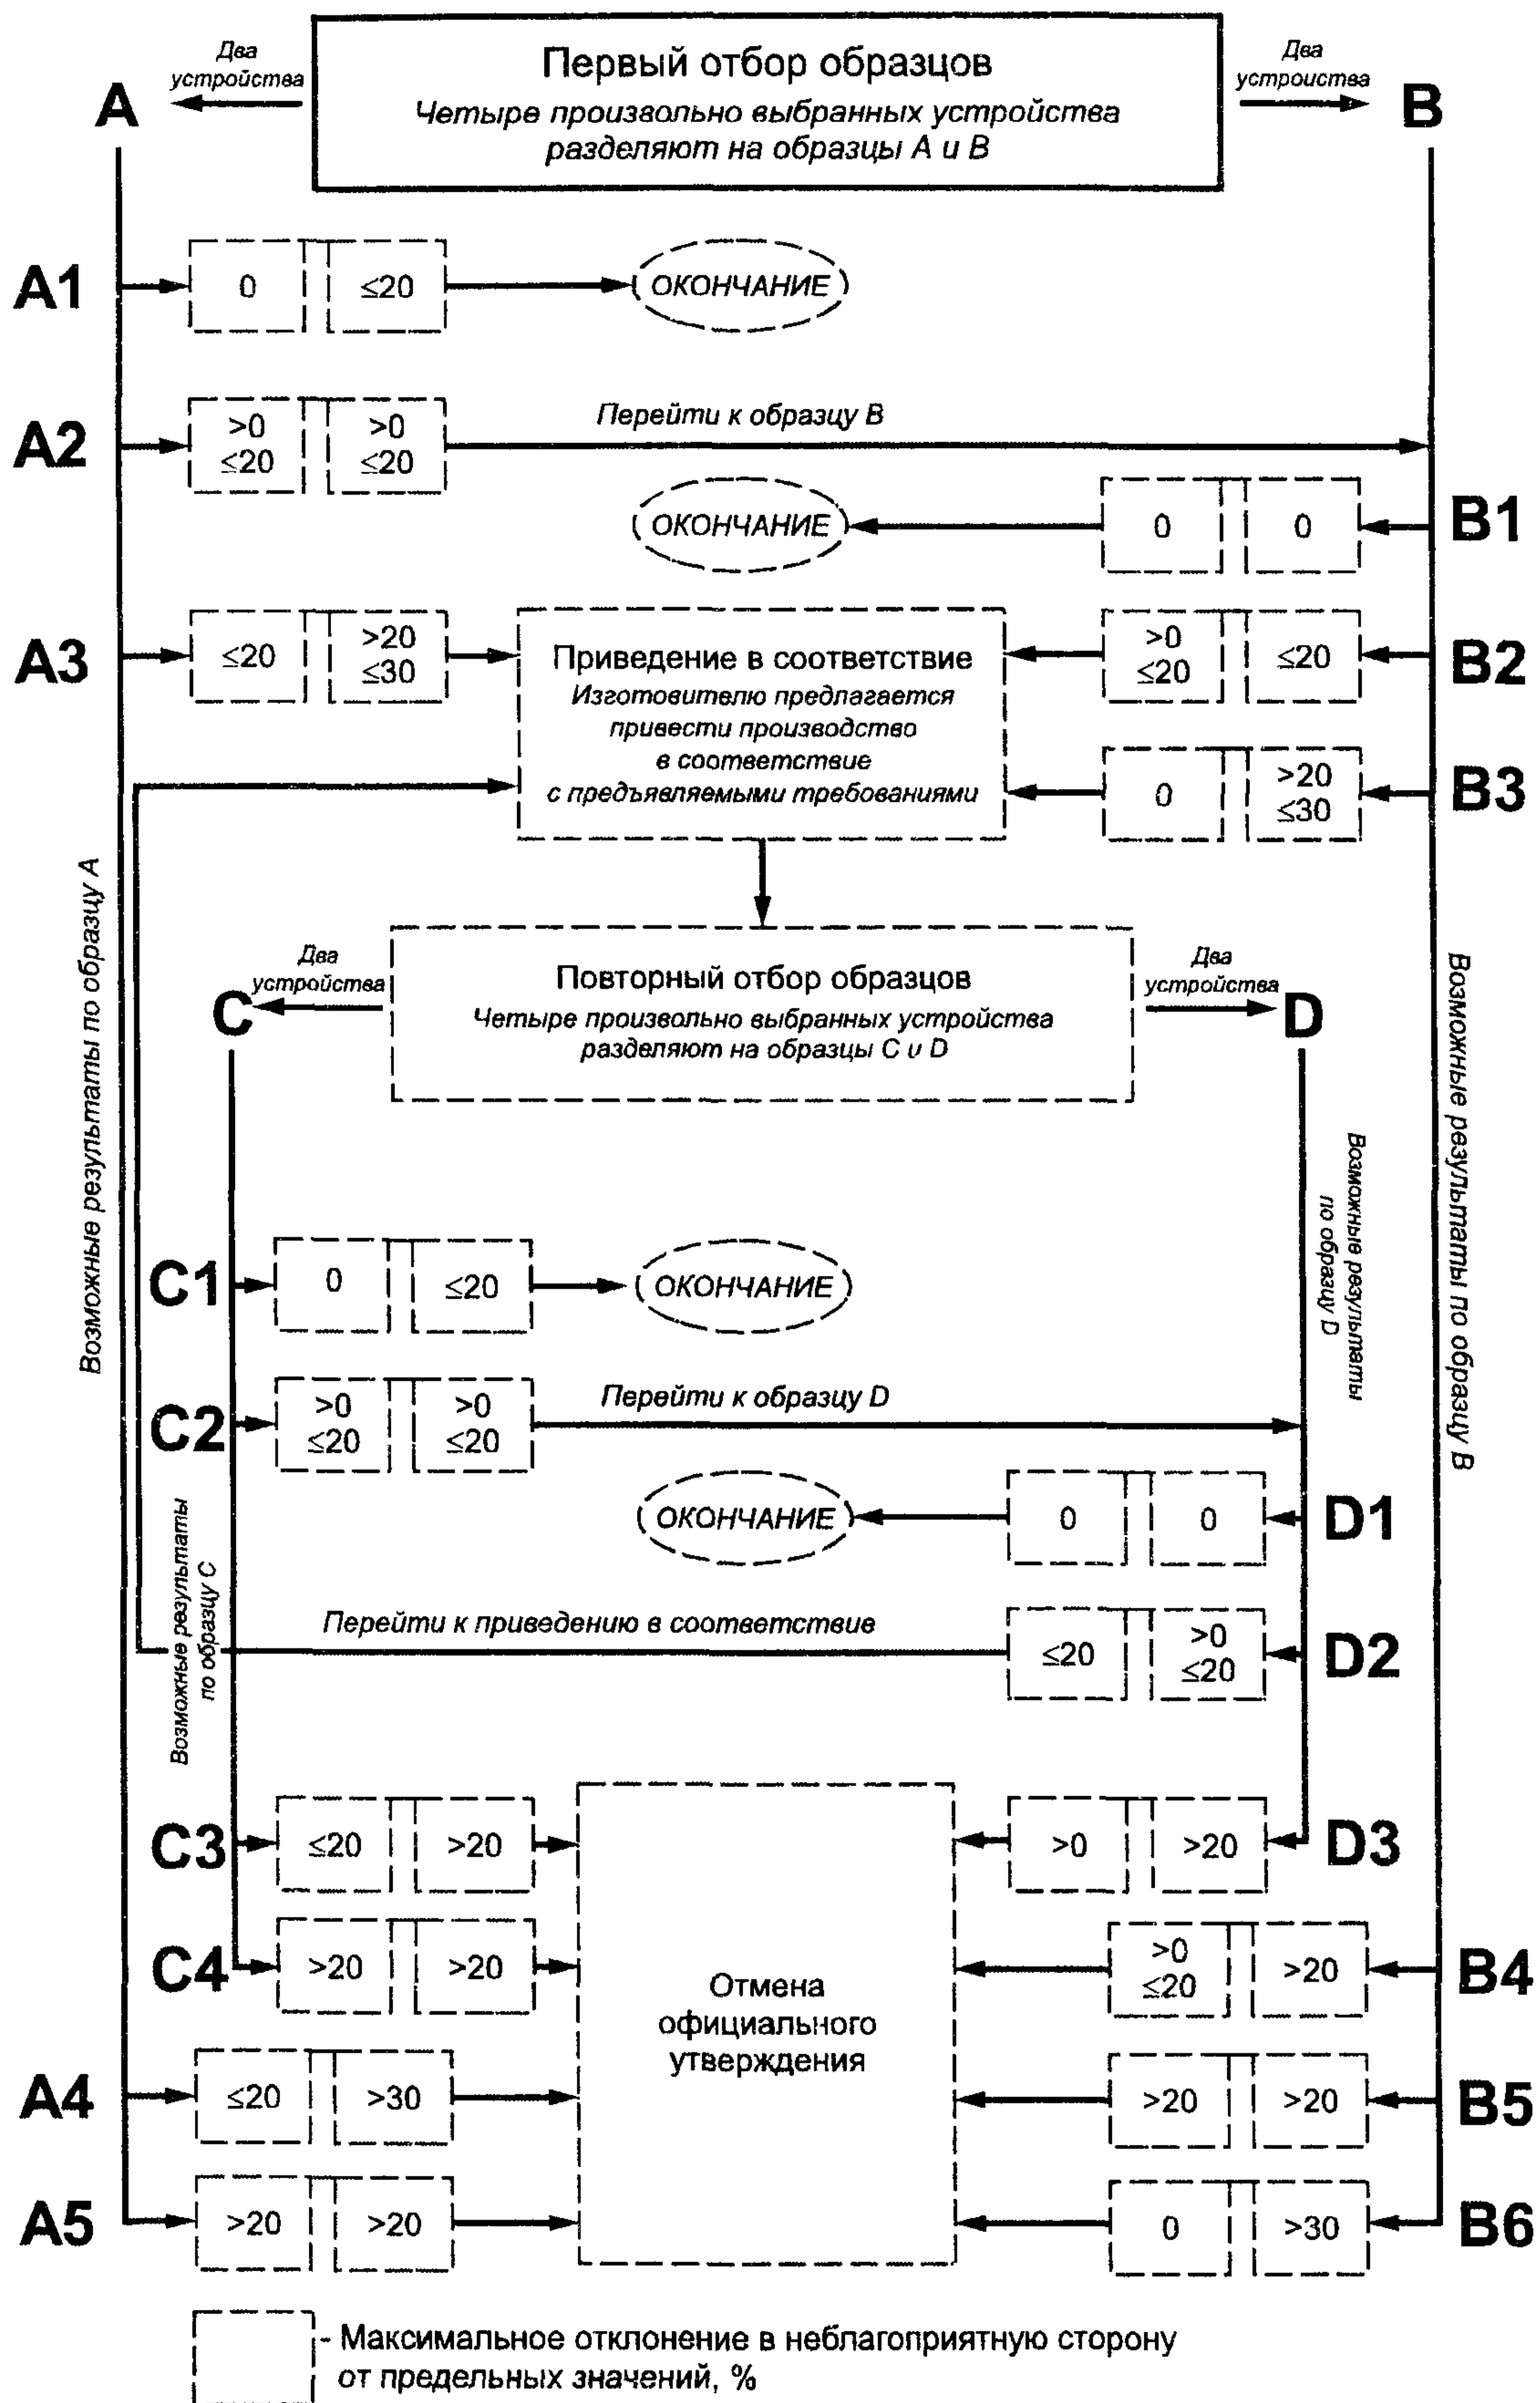 Два
устройства
Первый отбор образцов
Четыре произвольно выбранных устройства
разделяют на образцы А и В
Два
устроиства
A
B
A1
0
≤20
ОКОНЧАНИЕ
A2
>0
≤20
>0
≤20
Перейти к образцу В
ОКОНЧАНИЕ
0
0
B1
A3
≤20
>20
≤30
Приведение в соответствие
Изготовителю предлагается
привести производство
в соответствие
с предъявляемыми требованиями
>0
≤20
≤20
B2
0
>20
≤30
B3
Возможные результаты по образцу А
Возможные результаты по образцу В
Два
устройства
C
Повторный отбор образцов
Четыре произвольно выбранных устройства
разделяют на образцы С и D
Два
устройства
D
Возможные результаты
по образцу D
C1
0
≤20
ОКОНЧАНИЕ
C2
>0
≤20
>0
≤20
Перейти к образцу D
ОКОНЧАНИЕ
0
0
D1
Возможные результаты
по образцу С
Перейти к приведению в соответствие
≤20
>0
≤20
D2
C3
≤20
>20
>0
>20
D3
C4
>20
>20
Отмена
официального
утверждения
>0
≤20
>20
B4
A4
≤20
>30
>20
>20
B5
A5
>20
>20
0
>30
B6
- Максимальное отклонение в неблагоприятную сторону
от предельных значений, %